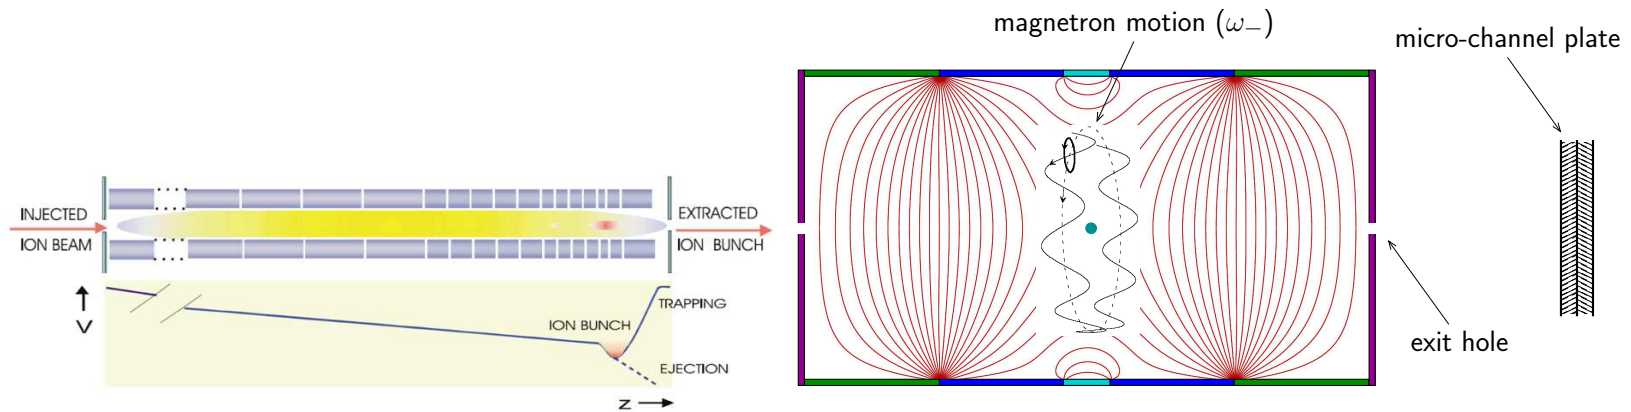 INJECTED
ION BEAM
EXTRACTED
ION BUNCH
V
TRAPPING
ION BUNCH
EJECTION
z
magnetron motion (ω−)
micro-channel plate
exit hole